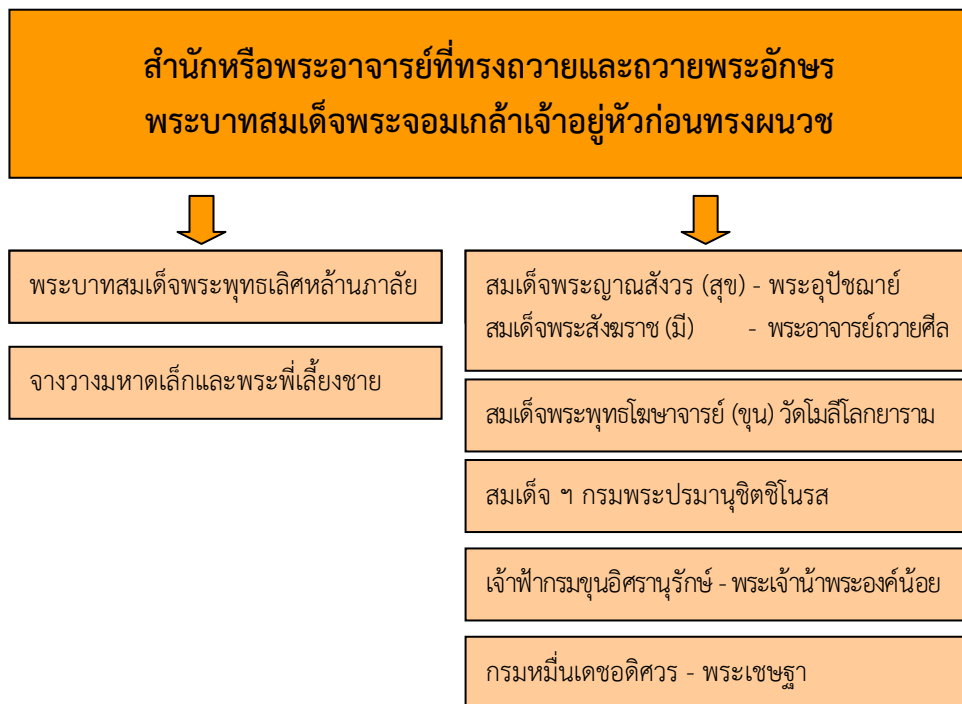 สำนักหรือพระอาจารย์ที่ทรงถวายและถวายพระอักษร
พระบาทสมเด็จพระจอมเกล้าเจ้าอยู่หัวก่อนทรงผนวช
พระบาทสมเด็จพระพุทธเลิศหล้านภาลัย
จางวางมหาดเล็กและพระพี่เลี้ยงชาย
สมเด็จพระญาณสังวร (สุข) - พระอุปัชฌาย์
สมเด็จพระสังฆราช (มี) - พระอาจารย์ถวายศีล
สมเด็จพระพุทธโฆษาจารย์ (ขุน) วัดโมลีโลกยาราม
สมเด็จ ฯ กรมพระปรมานุชิตชิโนรส
เจ้าฟ้ากรมขุนอิศรานุรักษ์ - พระเจ้าน้าพระองค์น้อย
กรมหมื่นเดชอดิศวร - พระเชษฐา